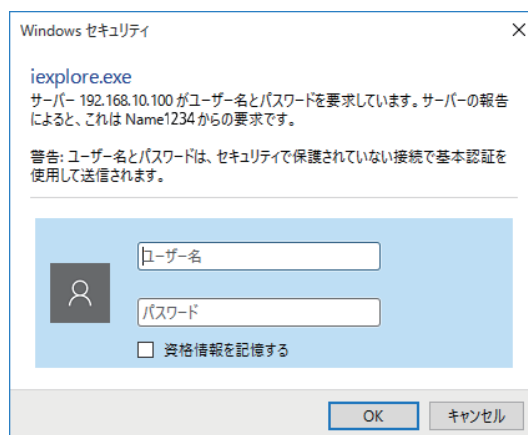 Windows セキュリティ
iexplore.exe
サーバー 192.168.10.100 がユーザー名とパスワードを要求しています。サーバーの報告
によると、これは Name1234 からの要求です。
警告: ユーザー名とパスワードは、セキュリティで保護されていない接続で基本認証を
使用して送信されます。
ユーザー名
パスワード
資格情報を記憶する
OK
キャンセル